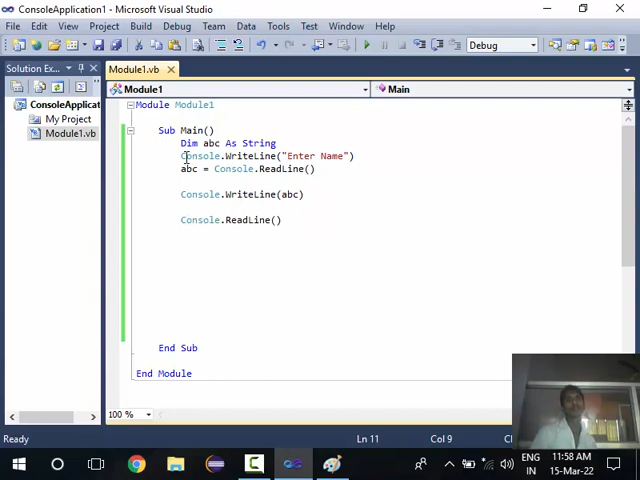 ConsoleApplication1 - Microsoft Visual Studio
File Edit View Project Build Debug Team Data Tools Test Window Help
Debug
Solution Ex...
ConsoleApplicat
My Project
Module1.vb
Module1.vb
Module1
Main
Module Module1
Sub Main()
Dim abc As String
Console.WriteLine("Enter Name")
abc = Console.ReadLine()
Console.WriteLine(abc)
Console.ReadLine()
End Sub
End Module
100 %
Ready
Ln 11
Col 9
ENG
IN
11:58 AM
15-Mar-22